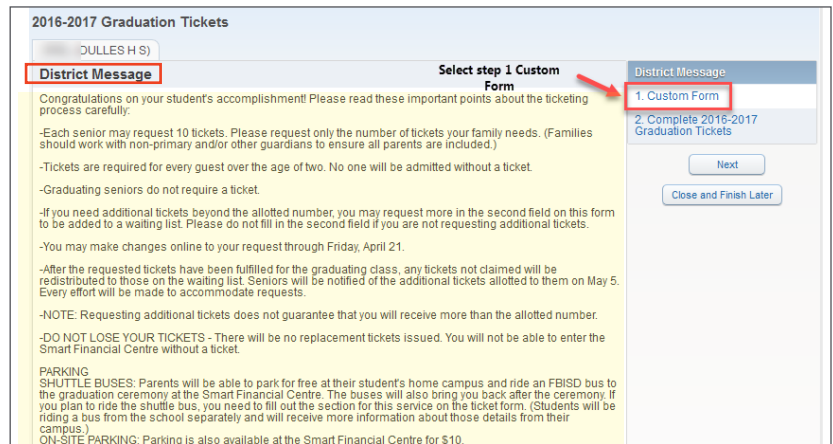 2016-2017 Graduation Tickets
DULLES H S)
District Message
Select step 1 Custom
Form
Congratulations on your student's accomplishment! Please read these important points about the ticketing
process carefully:
-Each senior may request 10 tickets. Please request only the number of tickets your family needs. (Families
should work with non-primary and/or other guardians to ensure all parents are included.)
-Tickets are required for every guest over the age of two. No one will be admitted without a ticket.
-Graduating seniors do not require a ticket.
-If you need additional tickets beyond the allotted number, you may request more in the second field on this form
to be added to a waiting list. Please do not fill in the second field if you are not requesting additional tickets.
-You may make changes online to your request through Friday, April 21.
-After the requested tickets have been fulfilled for the graduating class, any tickets not claimed will be
redistributed to those on the waiting list. Seniors will be notified of the additional tickets allotted to them on May 5.
Every effort will be made to accommodate requests.
-NOTE: Requesting additional tickets does not guarantee that you will receive more than the allotted number.
-DO NOT LOSE YOUR TICKETS - There will be no replacement tickets issued. You will not be able to enter the
Smart Financial Centre without a ticket.
PARKING
SHUTTLE BUSES: Parents will be able to park for free at their student's home campus and ride an FBISD bus to
the graduation ceremony at the Smart Financial Centre. The buses will also bring you back after the ceremony. If
you plan to ride the shuttle bus, you need to fill out the section for this service on the ticket form. (Students will be
riding a bus from the school separately and will receive more information about those details from their
campus.)
ON-SITE PARKING: Parking is also available at the Smart Financial Centre for $10.
District Message
1. Custom Form
2. Complete 2016-2017
Graduation Tickets
Next
Close and Finish Later